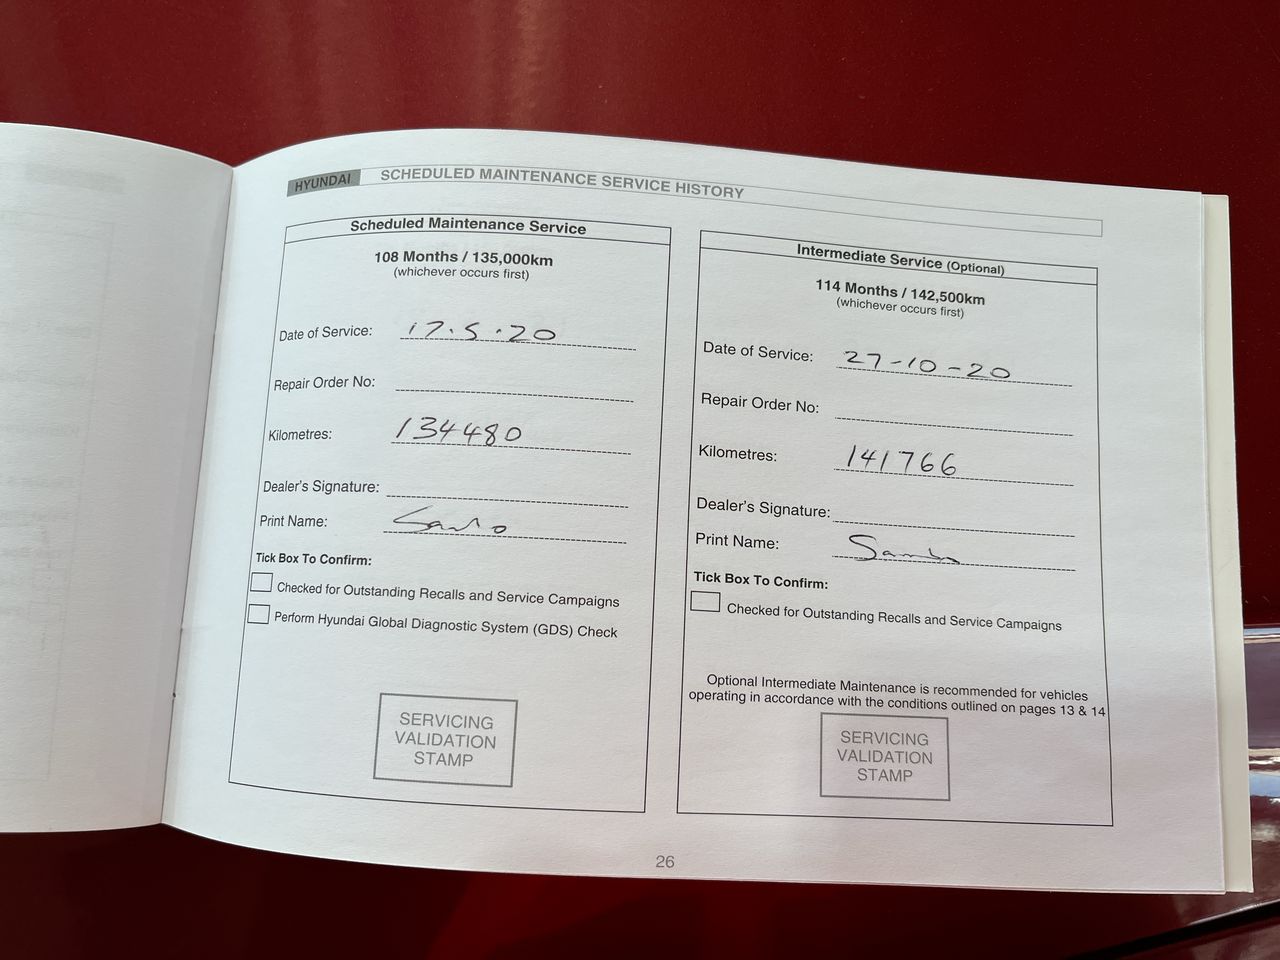 HYUNDAI SCHEDULED MAINTENANCE SERVICE HISTORY
Scheduled Maintenance Service
108 Months / 135,000km
(whichever occurs first)
Date of Service: 17.5.20
Repair Order No:
Kilometres: 134480
Dealer's Signature:
Print Name:
Tick Box To Confirm:
Checked for Outstanding Recalls and Service Campaigns
Perform Hyundai Global Diagnostic System (GDS) Check
SERVICING
VALIDATION
STAMP
Intermediate Service (Optional)
114 Months / 142,500km
(whichever occurs first)
Date of Service: 27-10-20
Repair Order No:
Kilometres: 141766
Dealer's Signature:
Print Name:
Tick Box To Confirm:
Checked for Outstanding Recalls and Service Campaigns
Optional Intermediate Maintenance is recommended for vehicles
operating in accordance with the conditions outlined on pages 13 & 14
SERVICING
VALIDATION
STAMP
26